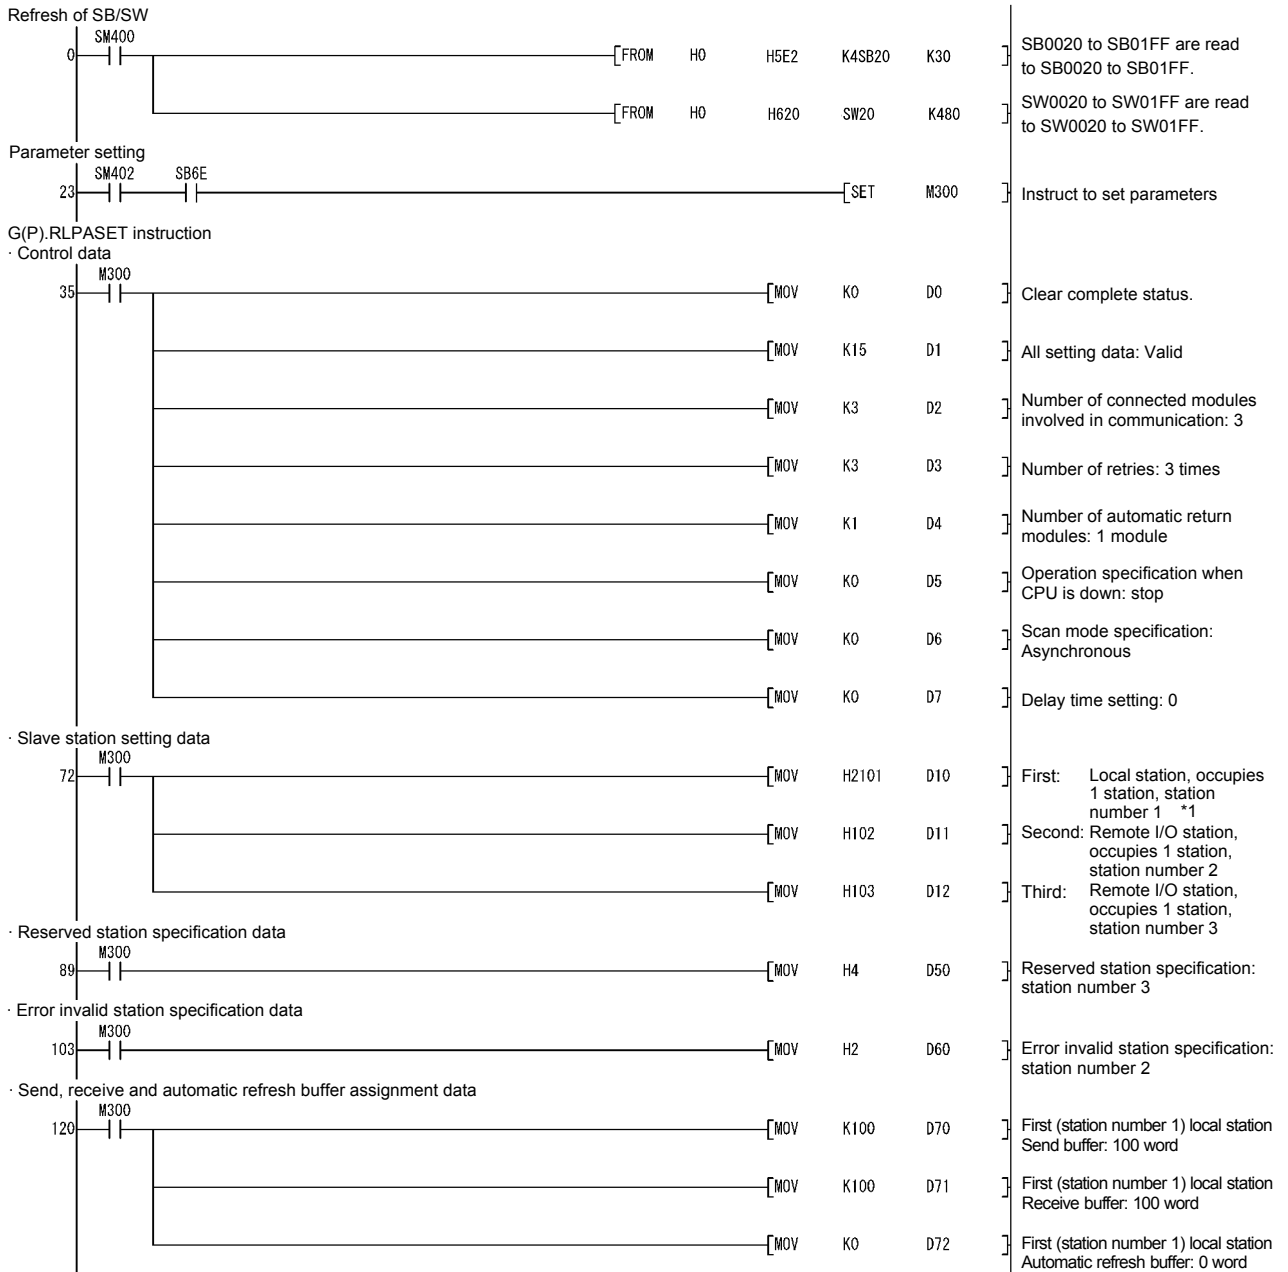 Refresh of SB/SW
SM400
0 [FROM H0 H5E2 K4SB20 K30 ] SB0020 to SB01FF are read
to SB0020 to SB01FF.
[FROM H0 H620 SW20 K480 ] SW0020 to SW01FF are read
to SW0020 to SW01FF.
Parameter setting
SM402 SB6E
23 [SET M300 ] Instruct to set parameters
G(P).RLPASET instruction
· Control data
M300
35 [MOV K0 D0 ] Clear complete status.
[MOV K15 D1 ] All setting data: Valid
[MOV K3 D2 ] Number of connected modules
involved in communication: 3
[MOV K3 D3 ] Number of retries: 3 times
[MOV K1 D4 ] Number of automatic return
modules: 1 module
[MOV K0 D5 ] Operation specification when
CPU is down: stop
[MOV K0 D6 ] Scan mode specification:
Asynchronous
[MOV K0 D7 ] Delay time setting: 0
· Slave station setting data
M300
72 [MOV H2101 D10 ] First: Local station, occupies
1 station, station
number 1 *1
[MOV H102 D11 ] Second: Remote I/O station,
occupies 1 station,
station number 2
[MOV H103 D12 ] Third: Remote I/O station,
occupies 1 station,
station number 3
· Reserved station specification data
M300
89 [MOV H4 D50 ] Reserved station specification:
station number 3
· Error invalid station specification data
M300
103 [MOV H2 D60 ] Error invalid station specification:
station number 2
· Send, receive and automatic refresh buffer assignment data
M300
120 [MOV K100 D70 ] First (station number 1) local station
Send buffer: 100 word
[MOV K100 D71 ] First (station number 1) local station
Receive buffer: 100 word
[MOV K0 D72 ] First (station number 1) local station
Automatic refresh buffer: 0 word